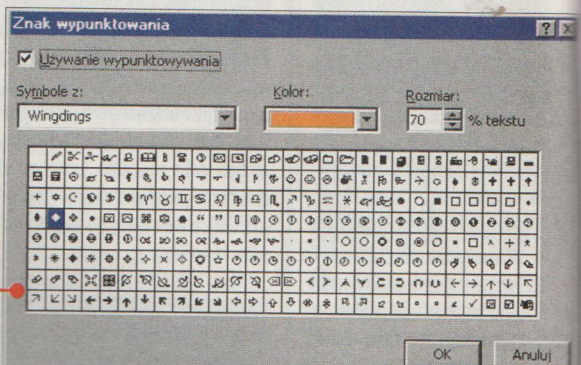 Znak wypunktowania
Używanie wypunktowywania
Symbole z:
Kolor:
Rozmiar:
Wingdings
70
% tekstu
OK
Anuluj